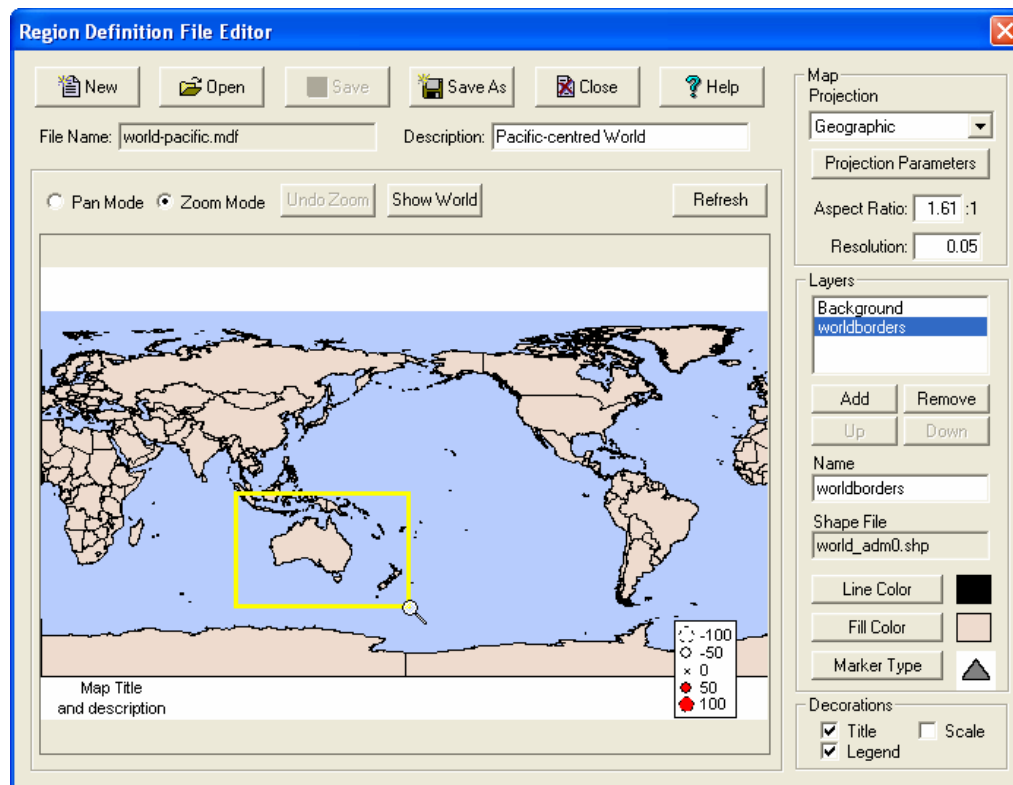 Region Definition File Editor
New Open Save Save As Close Help
File Name: world-pacific.mdf Description: Pacific-centred World
Pan Mode Zoom Mode Undo Zoom Show World Refresh
Map
Projection
Geographic
Projection Parameters
Aspect Ratio: 1.61 :1
Resolution: 0.05
Layers
Background
worldborders
Add Remove
Up Down
Name
worldborders
Shape File
world_adm0.shp
Line Color
Fill Color
Marker Type
Decorations
Title Scale
Legend
-100
-50
0
50
100
Map Title
and description